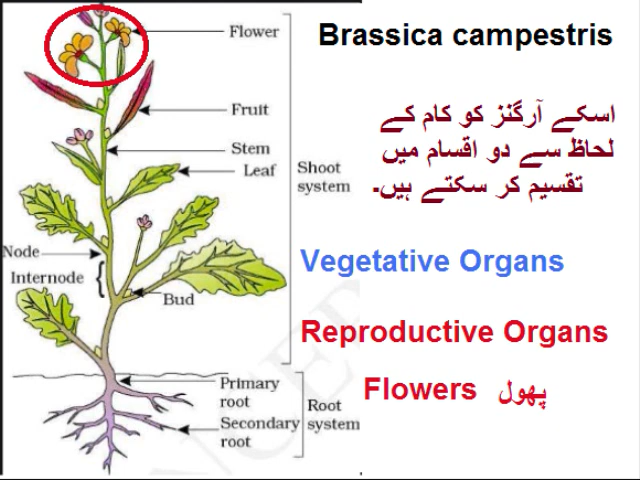 Flower
Fruit
Stem
Leaf
Shoot
system
Node
Internode
Bud
Primary
root
Secondary
root
Root
system
Brassica campestris
اسکے آرگنز کو کام کے
لحاظ سے دو اقسام میں
تقسیم کر سکتے ہیں۔
Vegetative Organs
Reproductive Organs
Flowers پھول